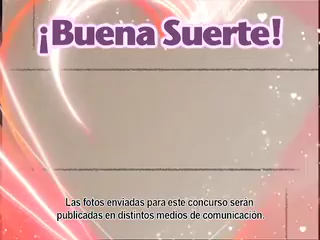 ¡Buena Suerte!
Las fotos enviadas para este concurso serán
publicadas en distintos medios de comunicación.